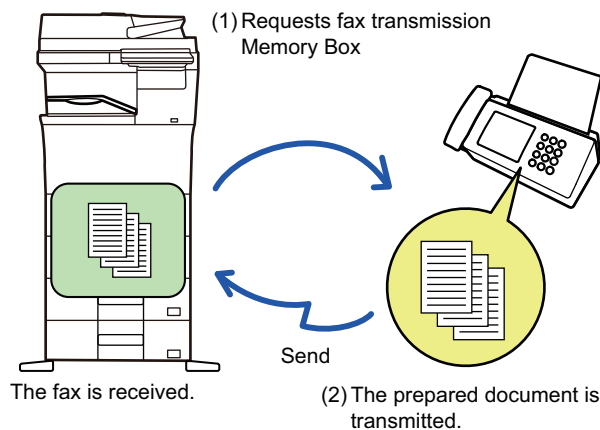 (1) Requests fax transmission
Memory Box
Send
The fax is received.
(2) The prepared document is
transmitted.